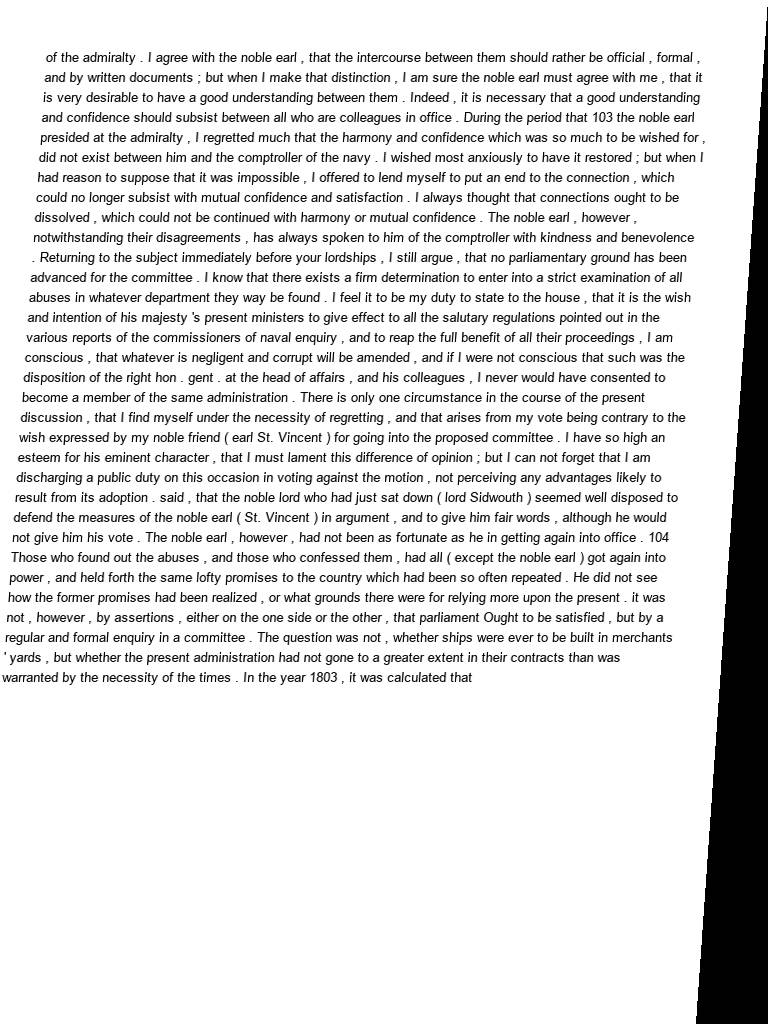 of the admiralty . I agree with the noble earl , that the intercourse between them should rather be official , formal ,
and by written documents ; but when I make that distinction , I am sure the noble earl must agree with me , that it
is very desirable to have a good understanding between them . Indeed , it is necessary that a good understanding
and confidence should subsist between all who are colleagues in office . During the period that 103 the noble earl
presided at the admiralty , I regretted much that the harmony and confidence which was so much to be wished for ,
did not exist between him and the comptroller of the navy . I wished most anxiously to have it restored ; but when I
had reason to suppose that it was impossible , I offered to lend myself to put an end to the connection , which
could no longer subsist with mutual confidence and satisfaction . I always thought that connections ought to be
dissolved , which could not be continued with harmony or mutual confidence . The noble earl , however ,
notwithstanding their disagreements , has always spoken to him of the comptroller with kindness and benevolence
. Returning to the subject immediately before your lordships , I still argue , that no parliamentary ground has been
advanced for the committee . I know that there exists a firm determination to enter into a strict examination of all
abuses in whatever department they way be found . I feel it to be my duty to state to the house , that it is the wish
and intention of his majesty 's present ministers to give effect to all the salutary regulations pointed out in the
various reports of the commissioners of naval enquiry , and to reap the full benefit of all their proceedings , I am
conscious , that whatever is negligent and corrupt will be amended , and if I were not conscious that such was the
disposition of the right hon . gent . at the head of affairs , and his colleagues , I never would have consented to
become a member of the same administration . There is only one circumstance in the course of the present
discussion , that I find myself under the necessity of regretting , and that arises from my vote being contrary to the
wish expressed by my noble friend ( earl St. Vincent ) for going into the proposed committee . I have so high an
esteem for his eminent character , that I must lament this difference of opinion ; but I can not forget that I am
discharging a public duty on this occasion in voting against the motion , not perceiving any advantages likely to
result from its adoption . said , that the noble lord who had just sat down ( lord Sidwouth ) seemed well disposed to
defend the measures of the noble earl ( St. Vincent ) in argument , and to give him fair words , although he would
not give him his vote . The noble earl , however , had not been as fortunate as he in getting again into office . 104
Those who found out the abuses , and those who confessed them , had all ( except the noble earl ) got again into
power , and held forth the same lofty promises to the country which had been so often repeated . He did not see
how the former promises had been realized , or what grounds there were for relying more upon the present . it was
not , however , by assertions , either on the one side or the other , that parliament Ought to be satisfied , but by a
regular and formal enquiry in a committee . The question was not , whether ships were ever to be built in merchants
' yards , but whether the present administration had not gone to a greater extent in their contracts than was
warranted by the necessity of the times . In the year 1803 , it was calculated that